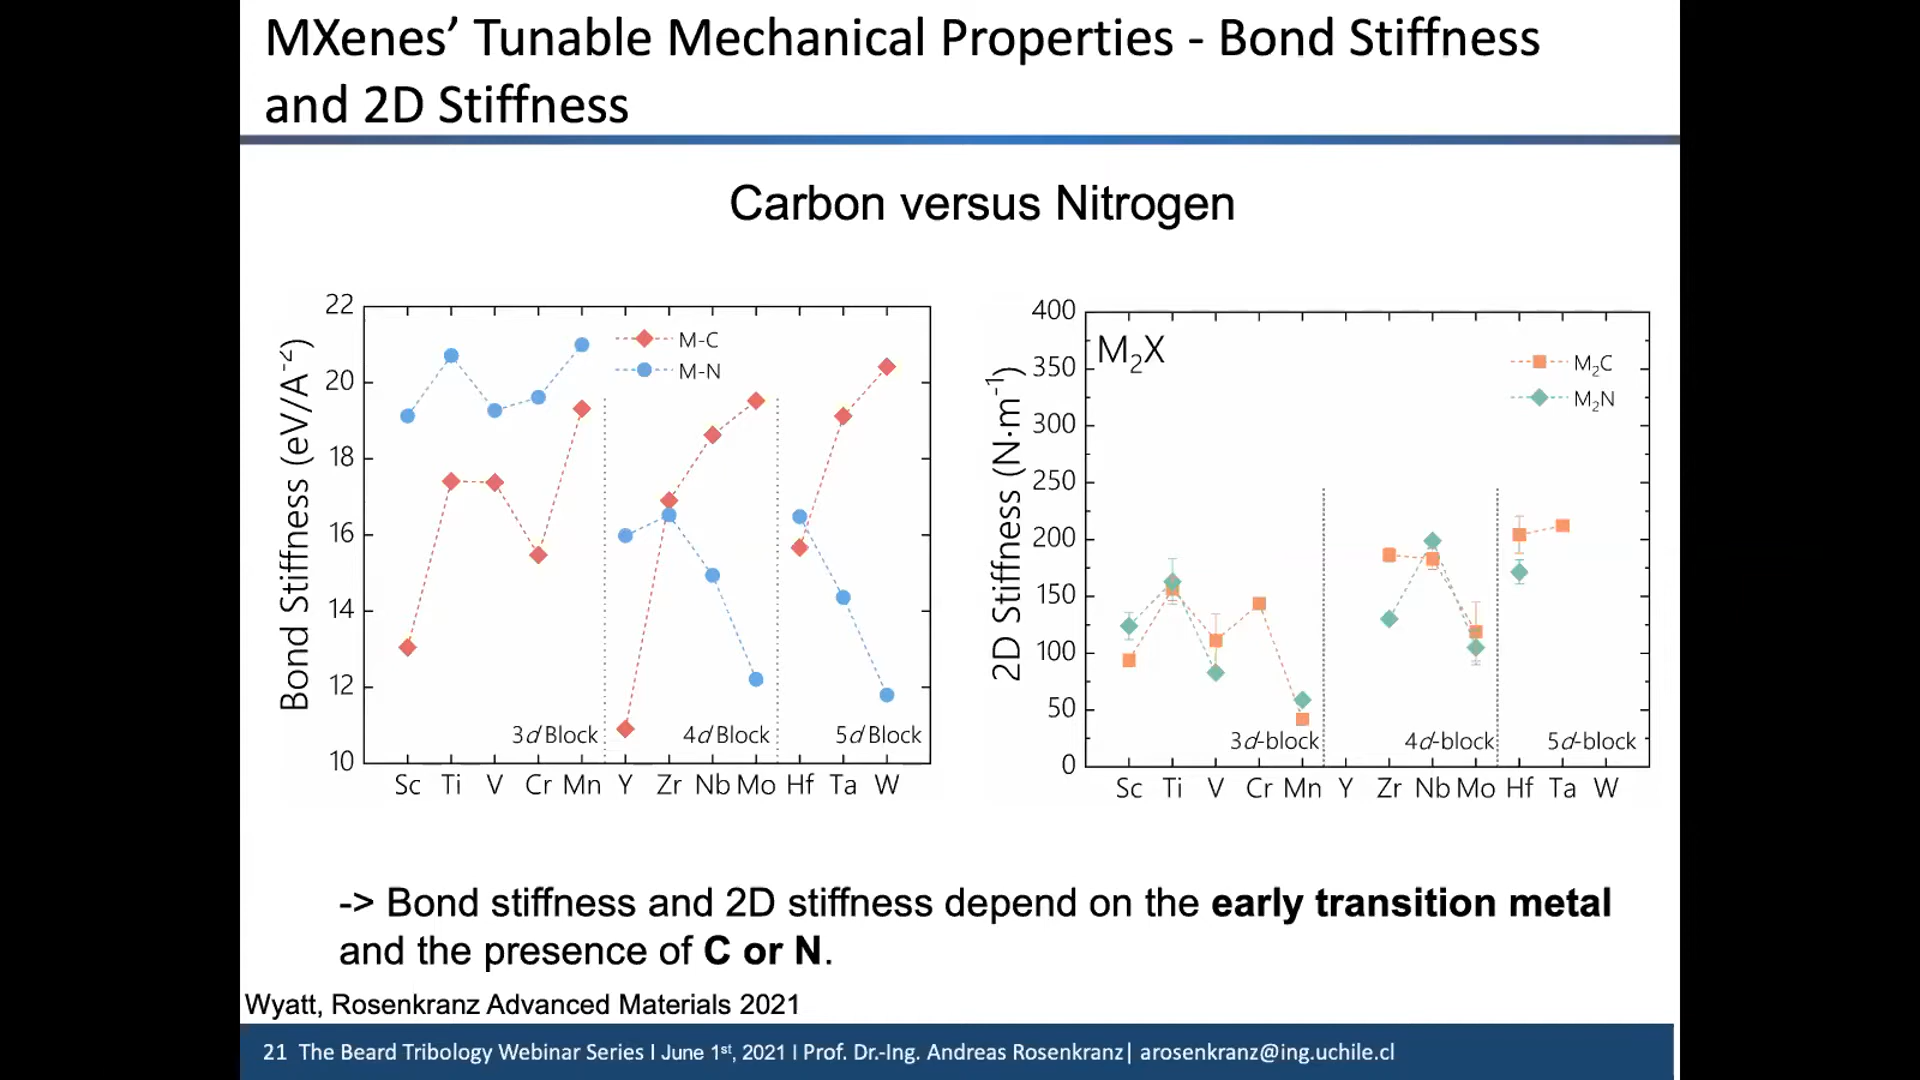 MXenes’ Tunable Mechanical Properties - Bond Stiffness
and 2D Stiffness
Carbon versus Nitrogen
Bond Stiffness (eV/A⁻²)
22
20
18
16
14
12
10
M-C
M-N
3d Block
4d Block
5d Block
Sc Ti V Cr Mn Y Zr Nb Mo Hf Ta W
2D Stiffness (N·m⁻¹)
400
350
300
250
200
150
100
50
0
M₂X
M₂C
M₂N
3d-block
4d-block
5d-block
Sc Ti V Cr Mn Y Zr Nb Mo Hf Ta W
-> Bond stiffness and 2D stiffness depend on the early transition metal
and the presence of C or N.
Wyatt, Rosenkranz Advanced Materials 2021
21 The Beard Tribology Webinar Series I June 1st, 2021 I Prof. Dr.-Ing. Andreas Rosenkranz| arosenkranz@ing.uchile.cl